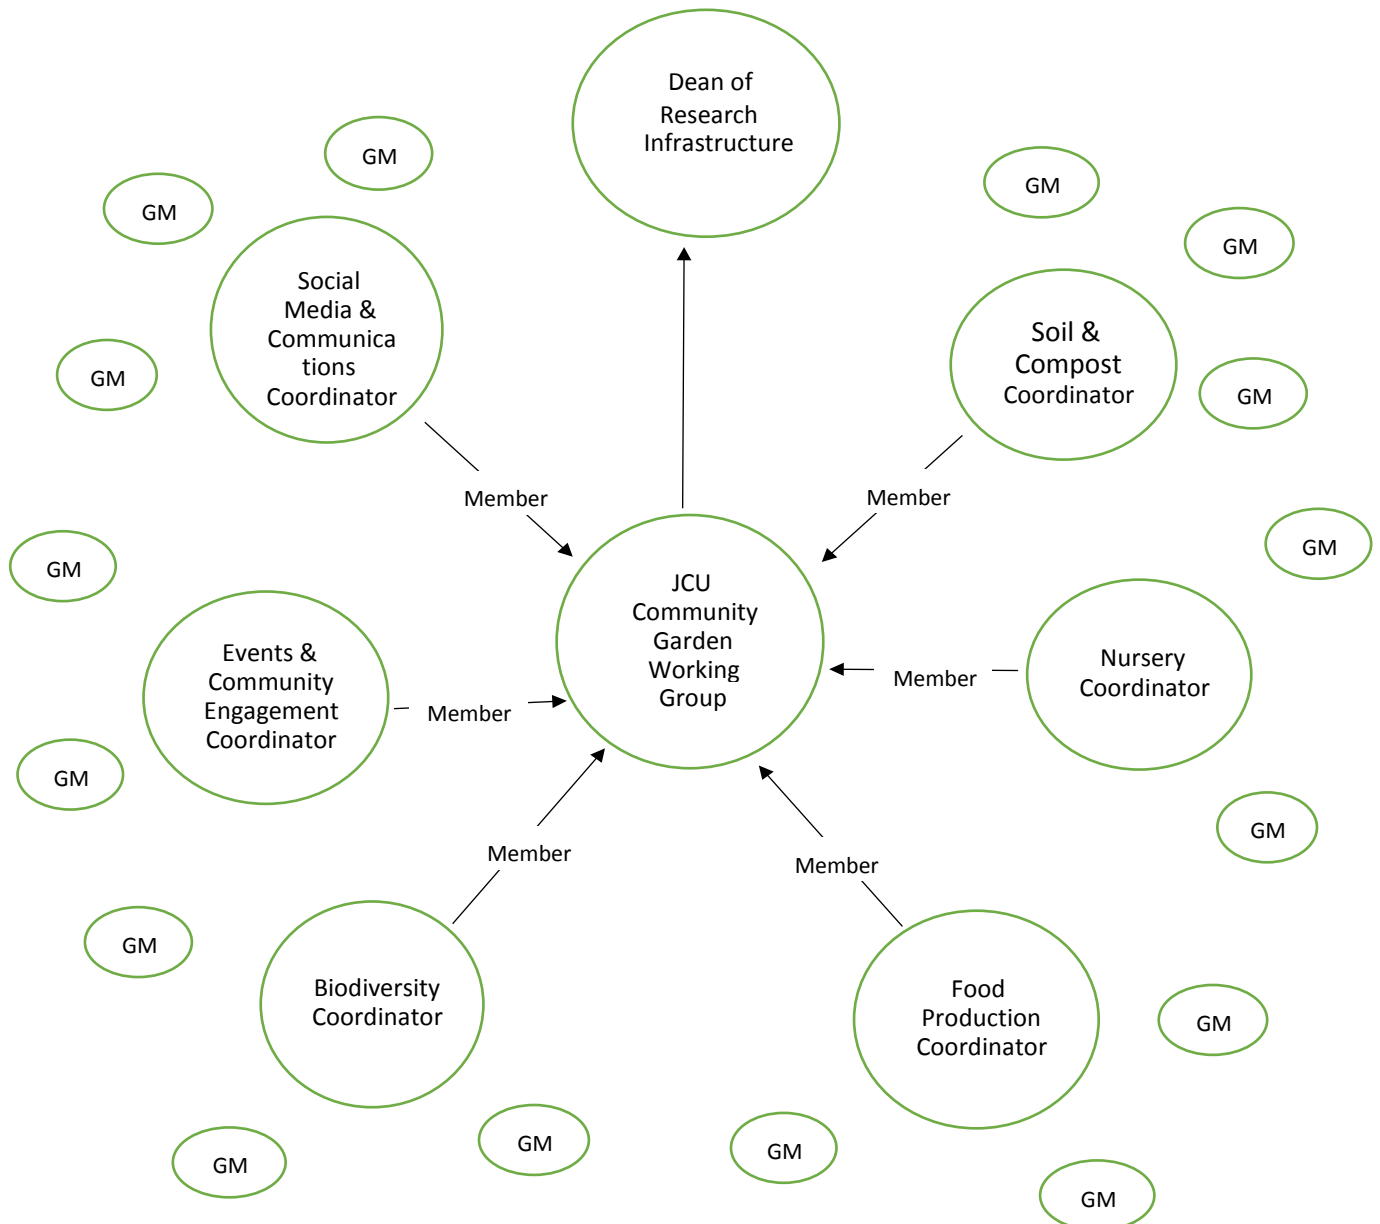 Dean of
Research
Infrastructure
GM
GM
GM
GM
Social
Media &
Communica
tions
Coordinator
Soil &
Compost
Coordinator
GM
GM
Member
Member
GM
GM
JCU
Community
Garden
Working
Group
Events &
Community
Engagement
Coordinator
Nursery
Coordinator
Member
Member
GM
GM
Member
Member
GM
Biodiversity
Coordinator
Food
Production
Coordinator
GM
GM
GM
GM
GM